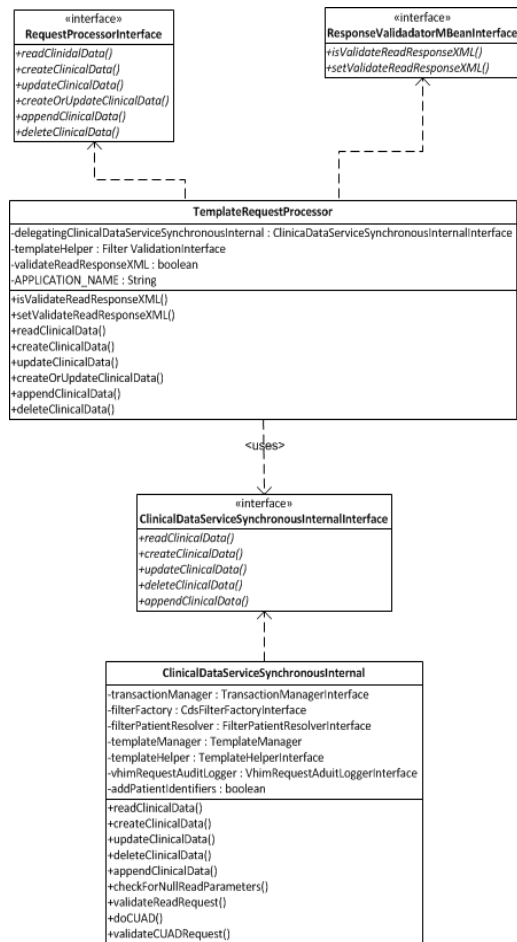 «interface»
RequestProcessorInterface
+readClinidalData()
+createClinicalData()
+updateClinicalData()
+createOrUpdateClinicalData()
+appendClinicalData()
+deleteClinicalData()
«interface»
ResponseValidadatorMBeanInterface
+isValidateReadResponseXML()
+setValidateReadResponseXML()
TemplateRequestProcessor
-delegatingClinicalDataServiceSynchronousInternal : ClinicaDataServiceSynchronousInternalInterface
-templateHelper : Filter ValidationInterface
-validateReadResponseXML : boolean
-APPLICATION_NAME : String
+isValidateReadResponseXML()
+setValidateReadResponseXML()
+readClinicalData()
+createClinicalData()
+updateClinicalData()
+createOrUpdateClinicalData()
+appendClinicalData()
+deleteClinicalData()
<uses>
«interface»
ClinicalDataServiceSynchronousInternalInterface
+readClinicalData()
+createClinicalData()
+updateClinicalData()
+deleteClinicalData()
+appendClinicalData()
ClinicalDataServiceSynchronousInternal
-transactionManager : TransactionManagerInterface
-filterFactory : CdsFilterFactoryInterface
-filterPatientResolver : FilterPatientResolverInterface
-templateManager : TemplateManager
-templateHelper : TemplateHelperInterface
-vhimRequestAuditLogger : VhimRequestAduitLoggerInterface
-addPatientIdentifiers : boolean
+readClinicalData()
+createClinicalData()
+updateClinicalData()
+deleteClinicalData()
+appendClinicalData()
+checkForNullReadParameters()
+validateReadRequest()
+doCUAD()
+validateCUADRequest()